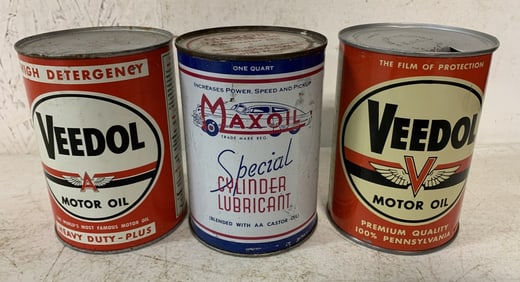 HIGH DETERGENCY
VEEDOL
A
MOTOR OIL
WORLD'S MOST FAMOUS MOTOR OIL
HEAVY DUTY-PLUS
ONE QUART
INCREASES POWER, SPEED AND PICKUP
MAXOIL
TRADE MARK REG.
Special
CYLINDER
LUBRICANT
(BLENDED WITH AA CASTOR OIL)
THE FILM OF PROTECTION
VEEDOL
V
MOTOR OIL
PREMIUM QUALITY
100% PENNSYLVANIA